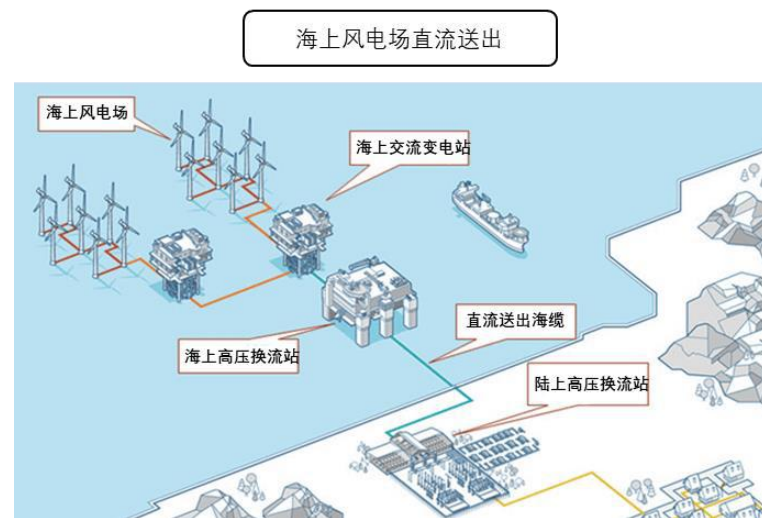 海上风电场直流送出
海上风电场
海上交流变电站
海上高压换流站
直流送出海缆
陆上高压换流站